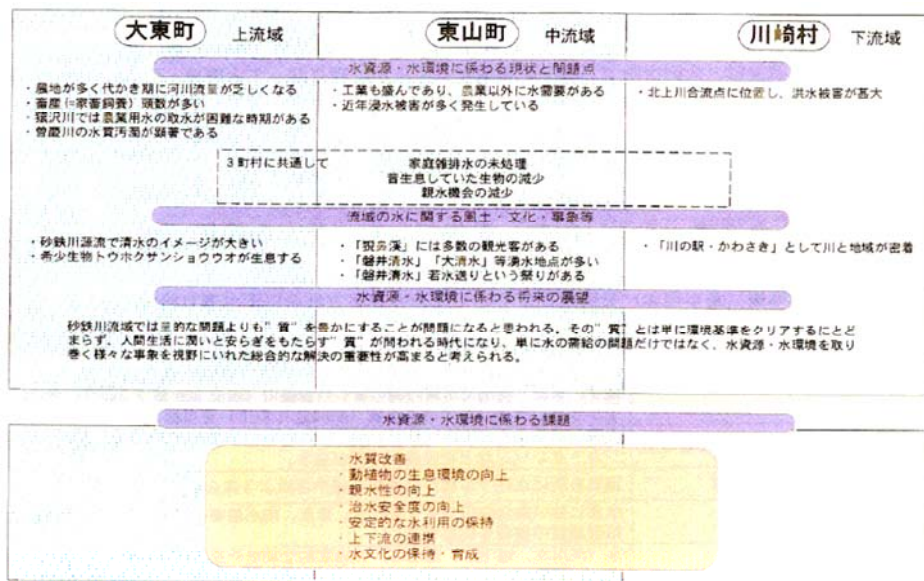 大東町 上流域
東山町 中流域
川崎村 下流域
水資源・水環境に係わる現状と問題点
・農地が多く代かき期に河川流量が乏しくなる
・畜産(=家畜飼養)頭数が多い
・猿沢川では農業用水の取水が困難な時期がある
・曽慶川の水質汚濁が顕著である
・工業も盛んであり、農業以外に水需要がある
・近年浸水被害が多く発生している
・北上川合流点に位置し、洪水被害が甚大
3町村に共通して
家庭雑排水の未処理
昔生息していた生物の減少
親水機会の減少
流域の水に関する風土・文化・事象等
・砂鉄川源流で清水のイメージが大きい
・希少生物トウホクサンショウウオが生息する
・「猊鼻渓」には多数の観光客がある
・「磐井清水」「大清水」等湧水地点が多い
・「磐井清水」若水送りという祭りがある
・「川の駅・かわさき」として川と地域が密着
水資源・水環境に係わる将来の展望
砂鉄川流域では量的な問題よりも"質"を豊かにすることが問題になると思われる。その"質"とは単に環境基準をクリアするにとど
まらず、人間生活に潤いと安らぎをもたらす"質"が問われる時代になり、単に水の需給の問題だけではなく、水資源・水環境を取り
巻く様々な事象を視野にいれた総合的な解決の重要性が高まると考えられる。
水資源・水環境に係わる課題
・水質改善
・動植物の生息環境の向上
・親水性の向上
・治水安全度の向上
・安定的な水利用の保持
・上下流の連携
・水文化の保持・育成